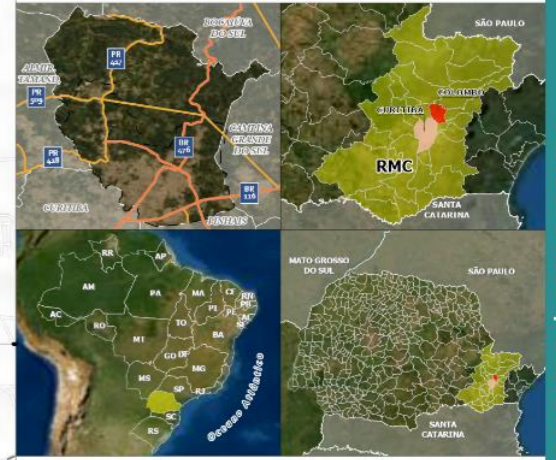 BOCAIÚVA
DO SUL
PR
417
ALMIR.
TAMAND.
PR
509
CAMPINA
GRANDE
DO SUL
BR
476
PR
418
BR
116
CURITIBA
PINHAIS
SÃO PAULO
COLOMBO
CURITIBA
RMC
SANTA
CATARINA
RR
AP
AM
PA
MA
CE
RN
PB
PE
AL
SE
PI
AC
RO
TO
BA
MT
GO
DF
MG
MS
SP
RJ
SC
RS
Oceano Atlântico
MATO GROSSO
DO SUL
SÃO PAULO
SANTA
CATARINA